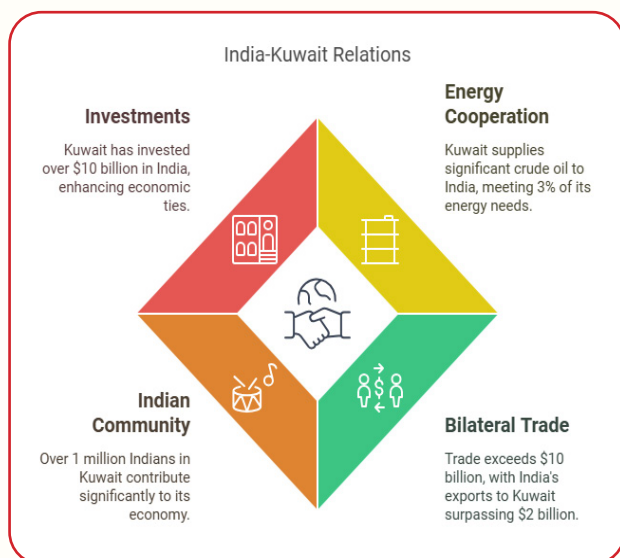 India-Kuwait Relations
Investments
Kuwait has invested
over $10 billion in India,
enhancing economic
ties.
Energy
Cooperation
Kuwait supplies
significant crude oil to
India, meeting 3% of its
energy needs.
Indian
Community
Over 1 million Indians in
Kuwait contribute
significantly to its
economy.
Bilateral Trade
Trade exceeds $10
billion, with India's
exports to Kuwait
surpassing $2 billion.